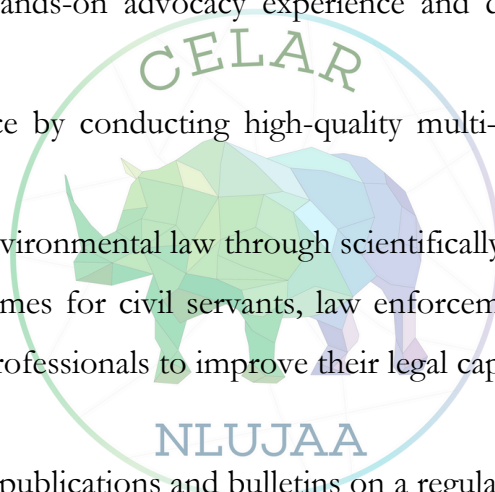 ands-on advocacy experience and
CELAR
ce by conducting high-quality multi-
vironmental law through scientifically
mes for civil servants, law enforcem
rofessionals to improve their legal cap
NLUJAA
publications and bulletins on a regula